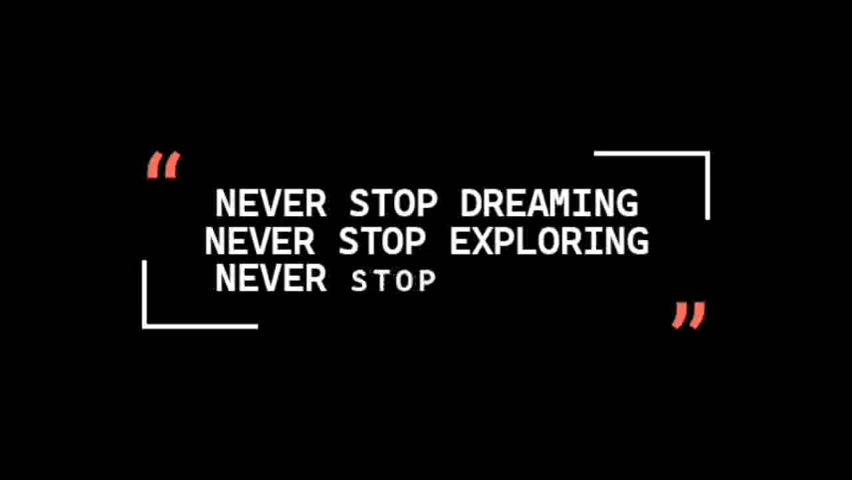 “
NEVER STOP DREAMING
NEVER STOP EXPLORING
NEVER STOP
”